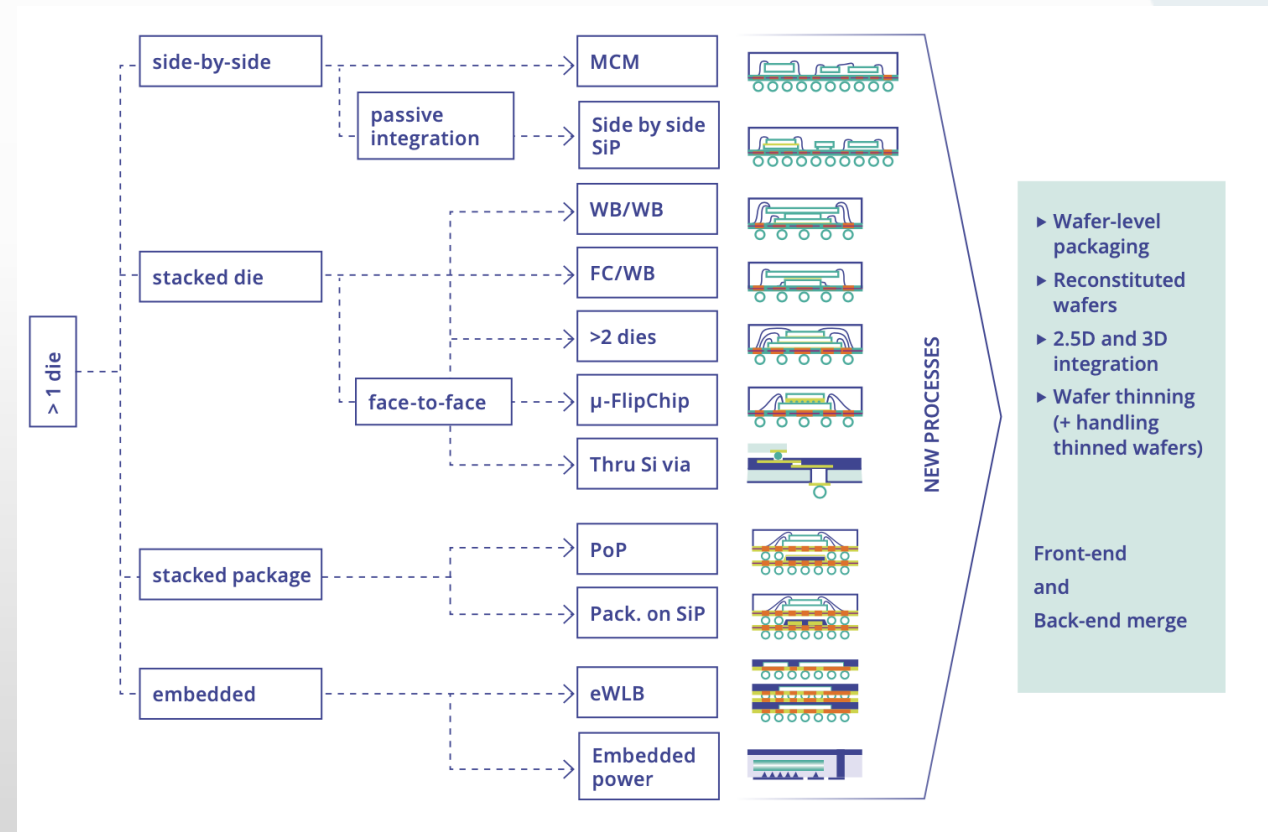 > 1 die
side-by-side
passive
integration
stacked die
face-to-face
stacked package
embedded
MCM
Side by side
SiP
WB/WB
FC/WB
>2 dies
μ-FlipChip
Thru Si via
PoP
Pack. on SiP
eWLB
Embedded
power
NEW PROCESSES
▸ Wafer-level
packaging
▸ Reconstituted
wafers
▸ 2.5D and 3D
integration
▸ Wafer thinning
(+ handling
thinned wafers)
Front-end
and
Back-end merge